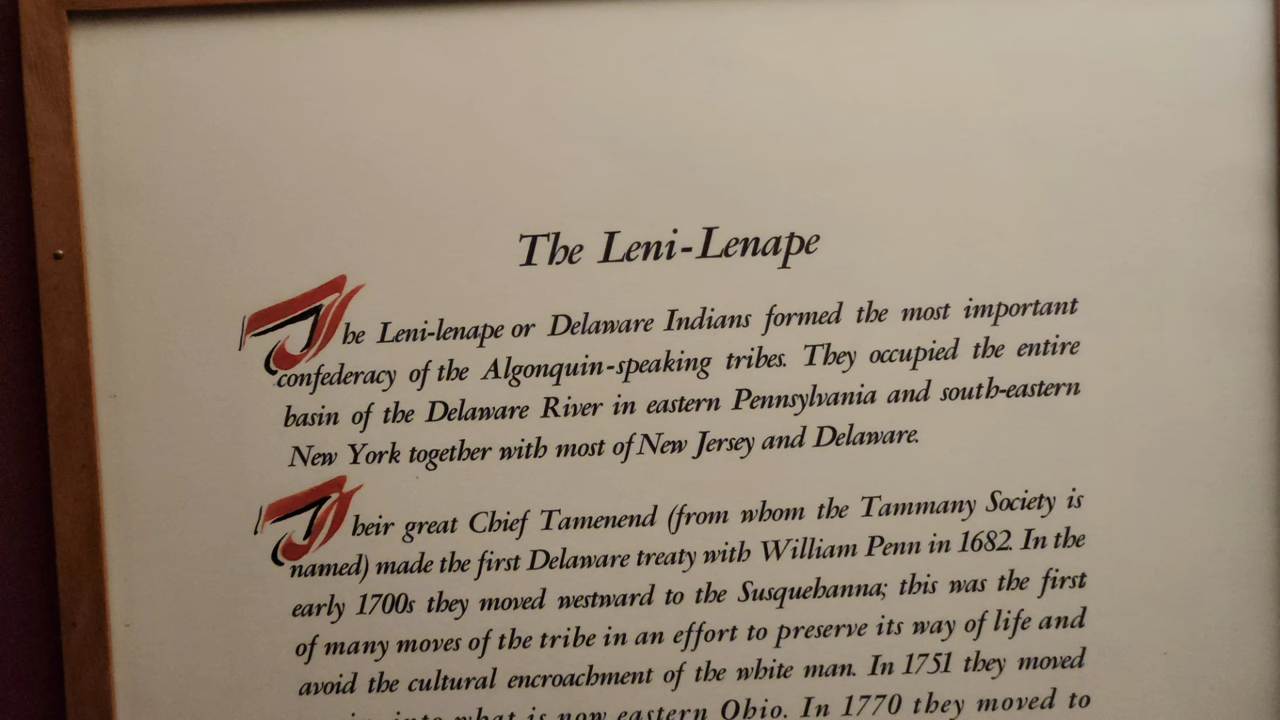 The Leni-Lenape
The Leni-lenape or Delaware Indians formed the most important
confederacy of the Algonquin-speaking tribes. They occupied the entire
basin of the Delaware River in eastern Pennsylvania and south-eastern
New York together with most of New Jersey and Delaware.
Their great Chief Tamenend (from whom the Tammany Society is
named) made the first Delaware treaty with William Penn in 1682. In the
early 1700s they moved westward to the Susquehanna; this was the first
of many moves of the tribe in an effort to preserve its way of life and
avoid the cultural encroachment of the white man. In 1751 they moved
into what is now eastern Ohio. In 1770 they moved to